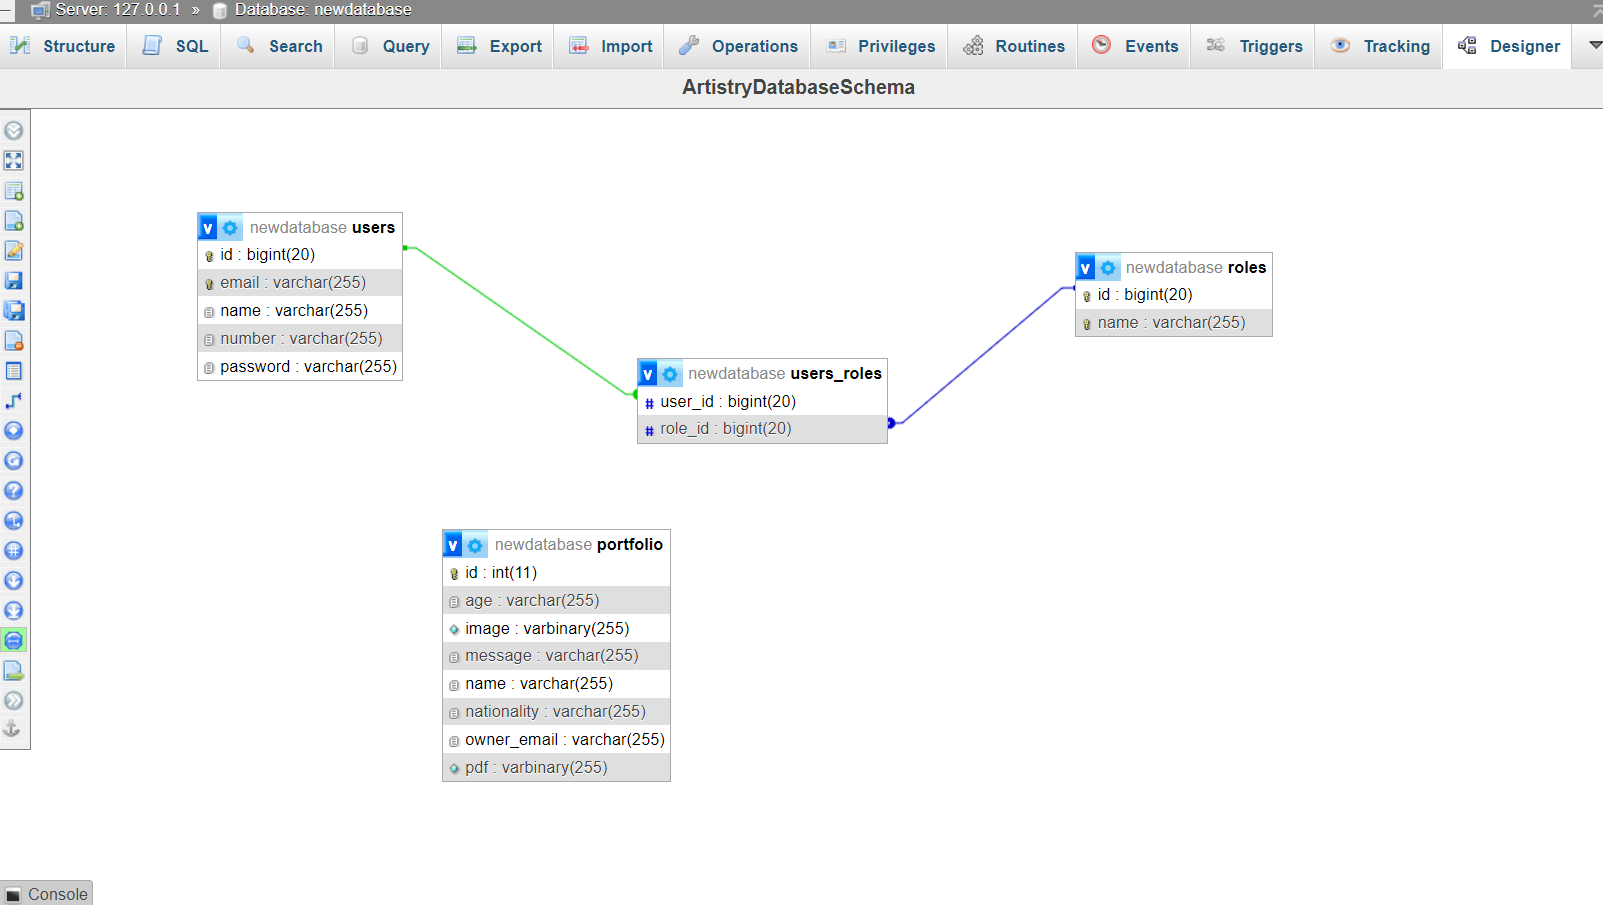 Server: 127.0.0.1 » Database: newdatabase
Structure SQL Search Query Export Import Operations Privileges Routines Events Triggers Tracking Designer
ArtistryDatabaseSchema
v newdatabase users
id : bigint(20)
email : varchar(255)
name : varchar(255)
number : varchar(255)
password : varchar(255)
v newdatabase roles
id : bigint(20)
name : varchar(255)
v newdatabase users_roles
# user_id : bigint(20)
# role_id : bigint(20)
v newdatabase portfolio
id : int(11)
age : varchar(255)
image : varbinary(255)
message : varchar(255)
name : varchar(255)
nationality : varchar(255)
owner_email : varchar(255)
pdf : varbinary(255)
Console